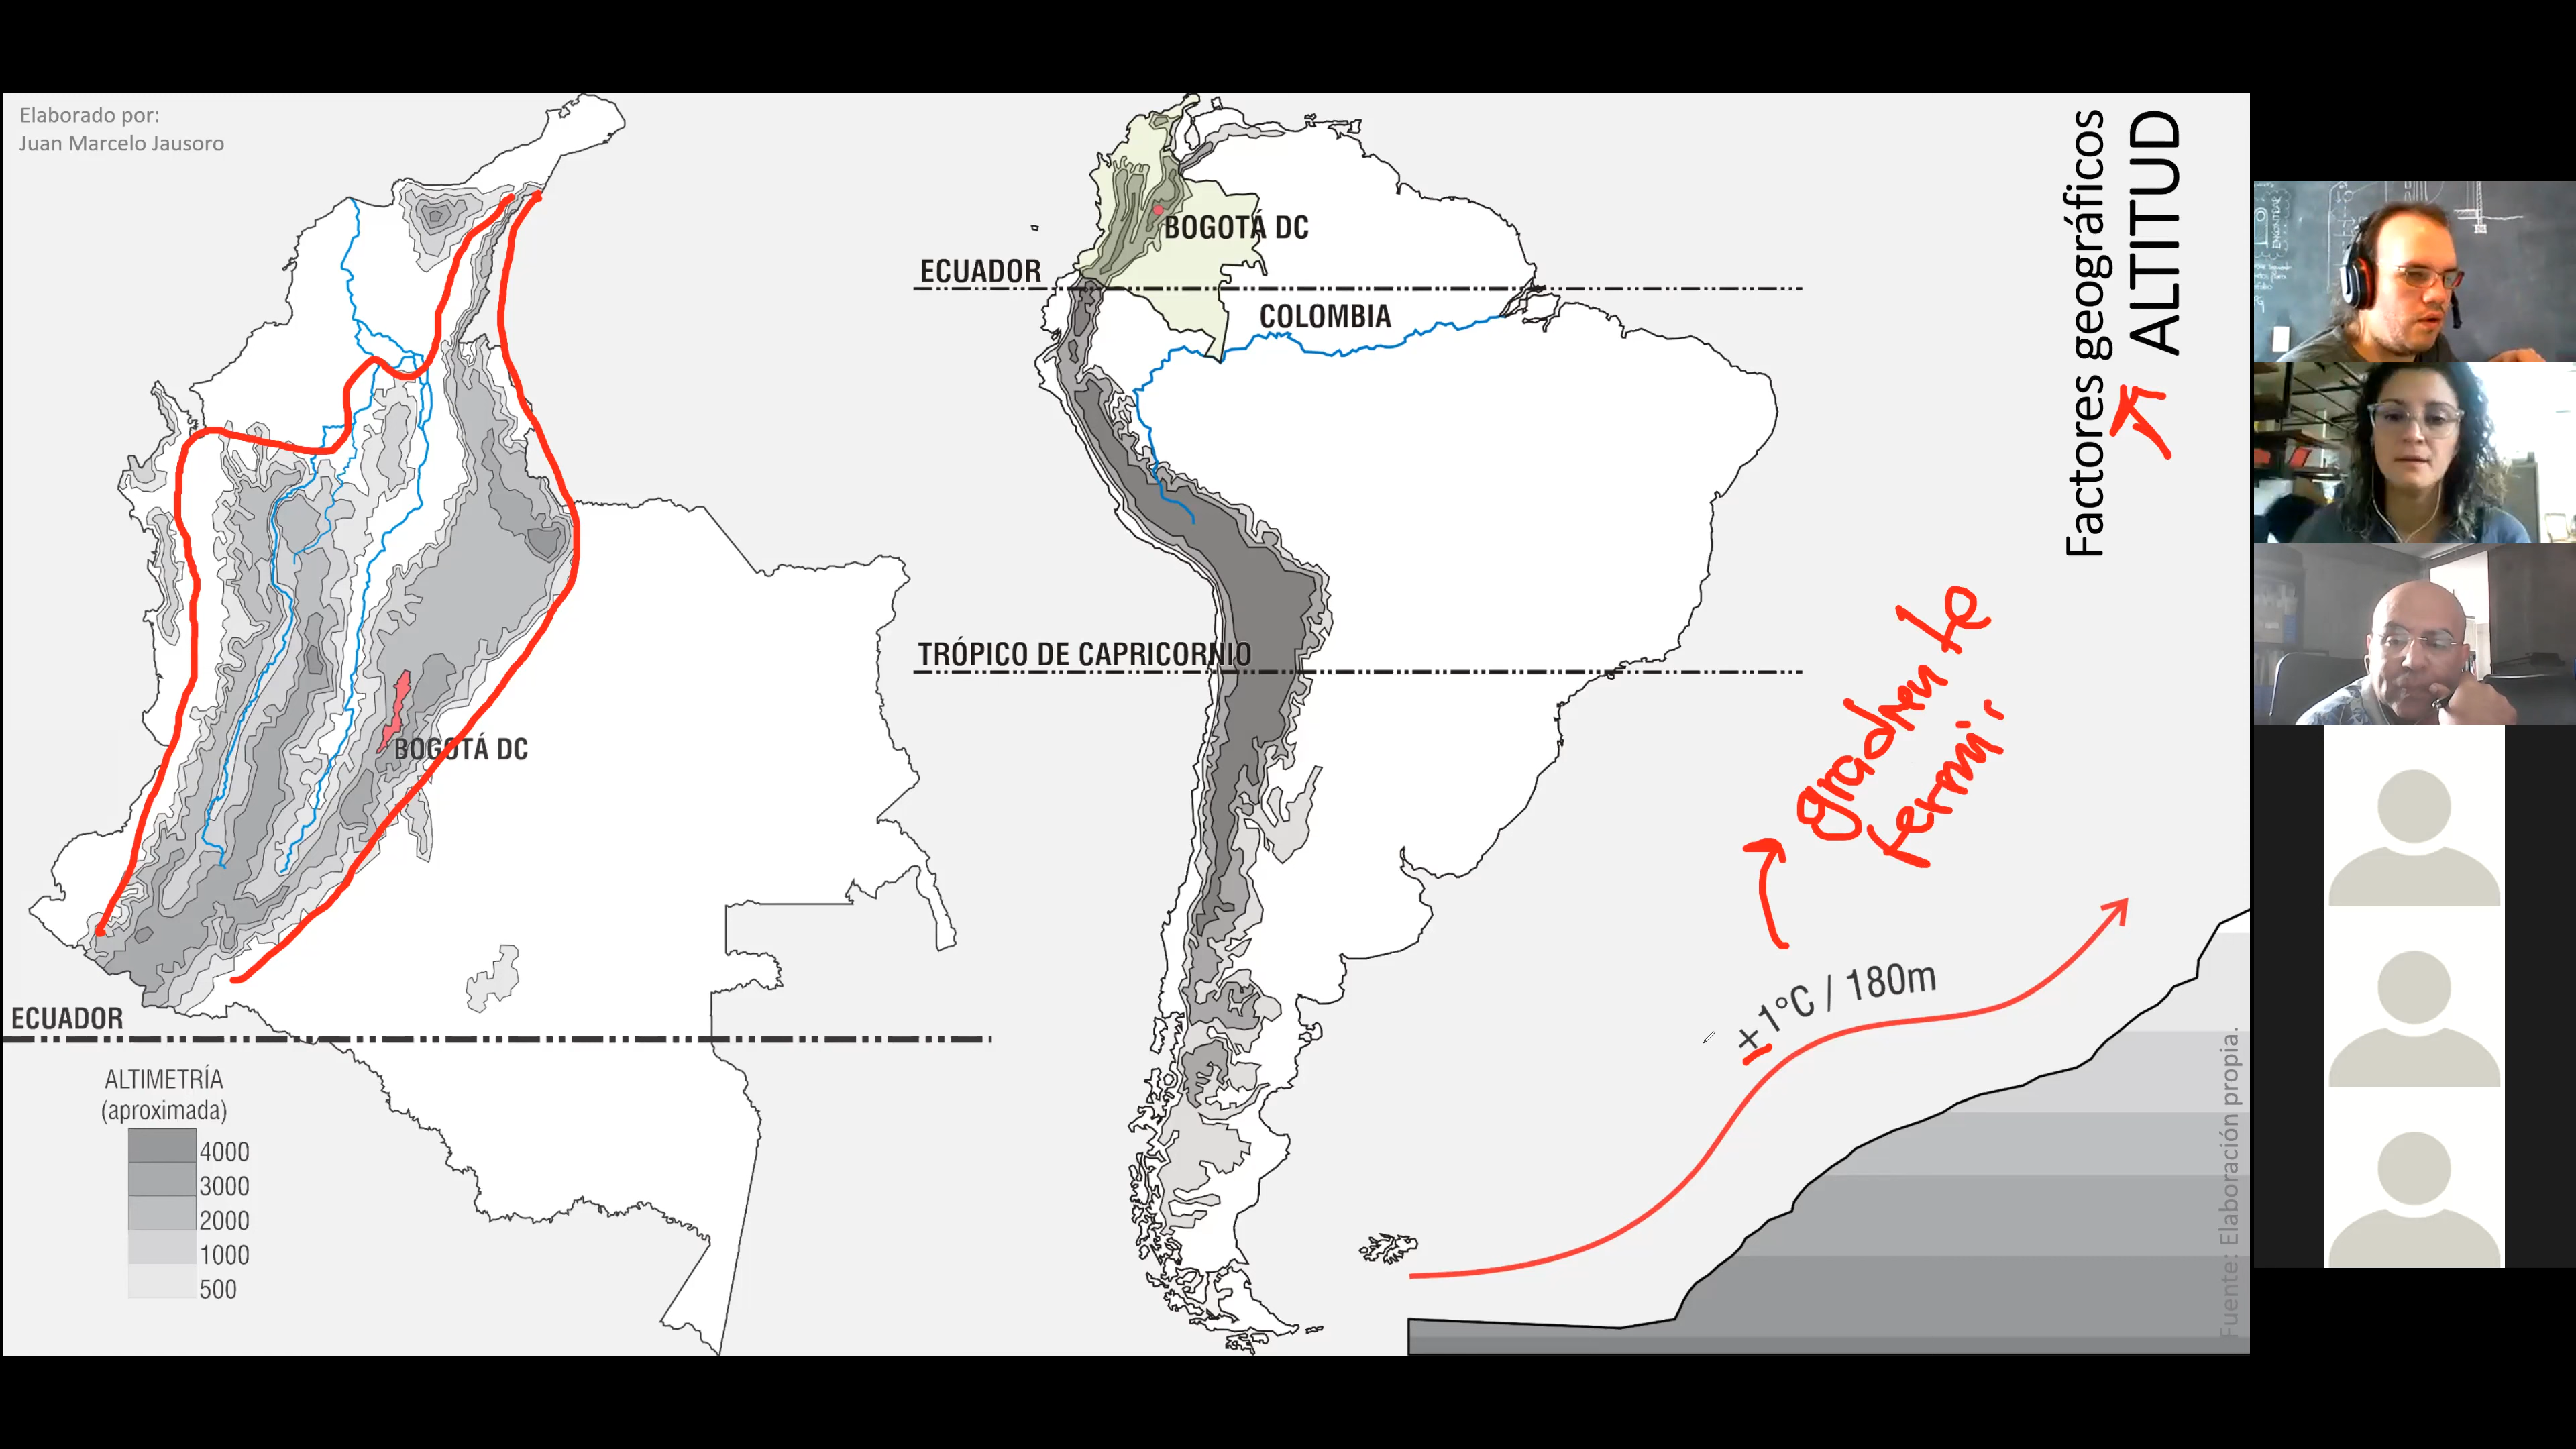 Elaborado por:
Juan Marcelo Jausoro
BOGOTÁ DC
ECUADOR
ALTIMETRÍA
(aproximada)
4000
3000
2000
1000
500
BOGOTÁ DC
ECUADOR
COLOMBIA
TRÓPICO DE CAPRICORNIO
Factores geográficos
ALTITUD
gradiente
termi
+1°C / 180m
Fuente: Elaboración propia.